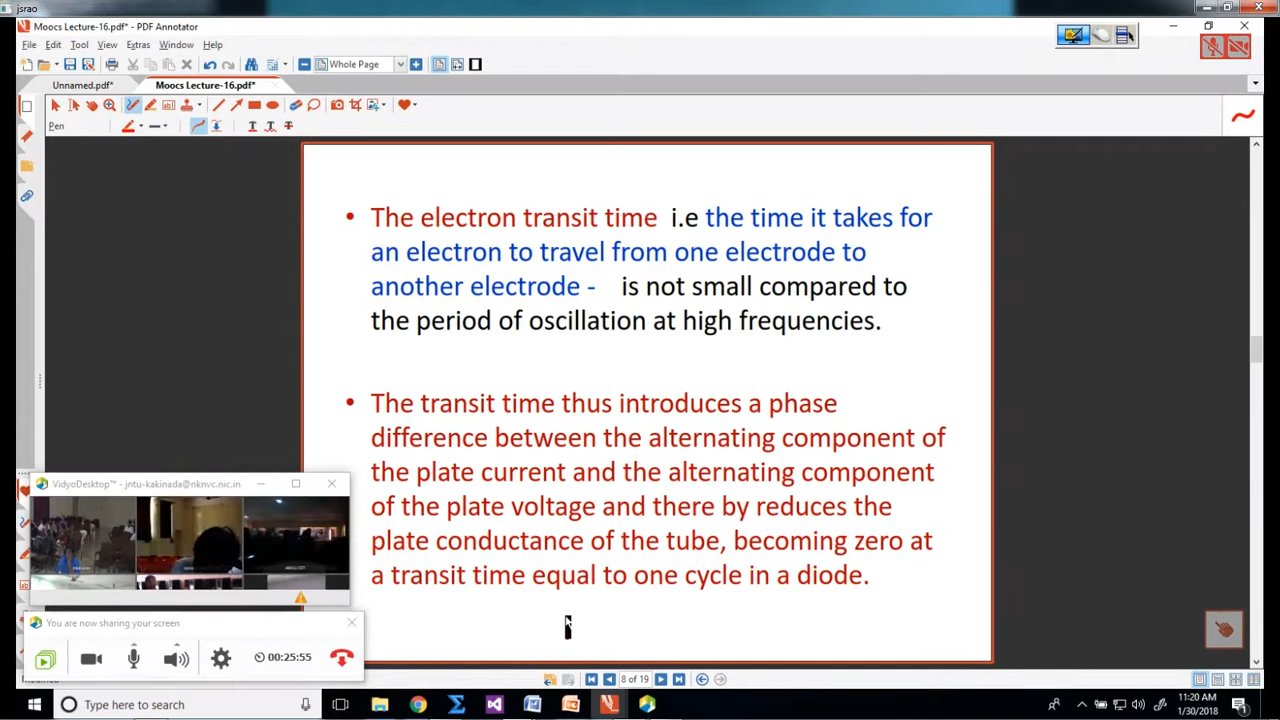 jsrao
Moocs Lecture-16.pdf* - PDF Annotator
File Edit Tool View Extras Window Help
Whole Page
Unnamed.pdf* Moocs Lecture-16.pdf*
Pen
• The electron transit time i.e the time it takes for
an electron to travel from one electrode to
another electrode - is not small compared to
the period of oscillation at high frequencies.
• The transit time thus introduces a phase
difference between the alternating component of
the plate current and the alternating component
of the plate voltage and there by reduces the
plate conductance of the tube, becoming zero at
a transit time equal to one cycle in a diode.
VidyoDesktop™ - jntu-kakinada@nknvc.nic.in
You are now sharing your screen
00:25:55
8 of 19
Type here to search
11:20 AM
1/30/2018